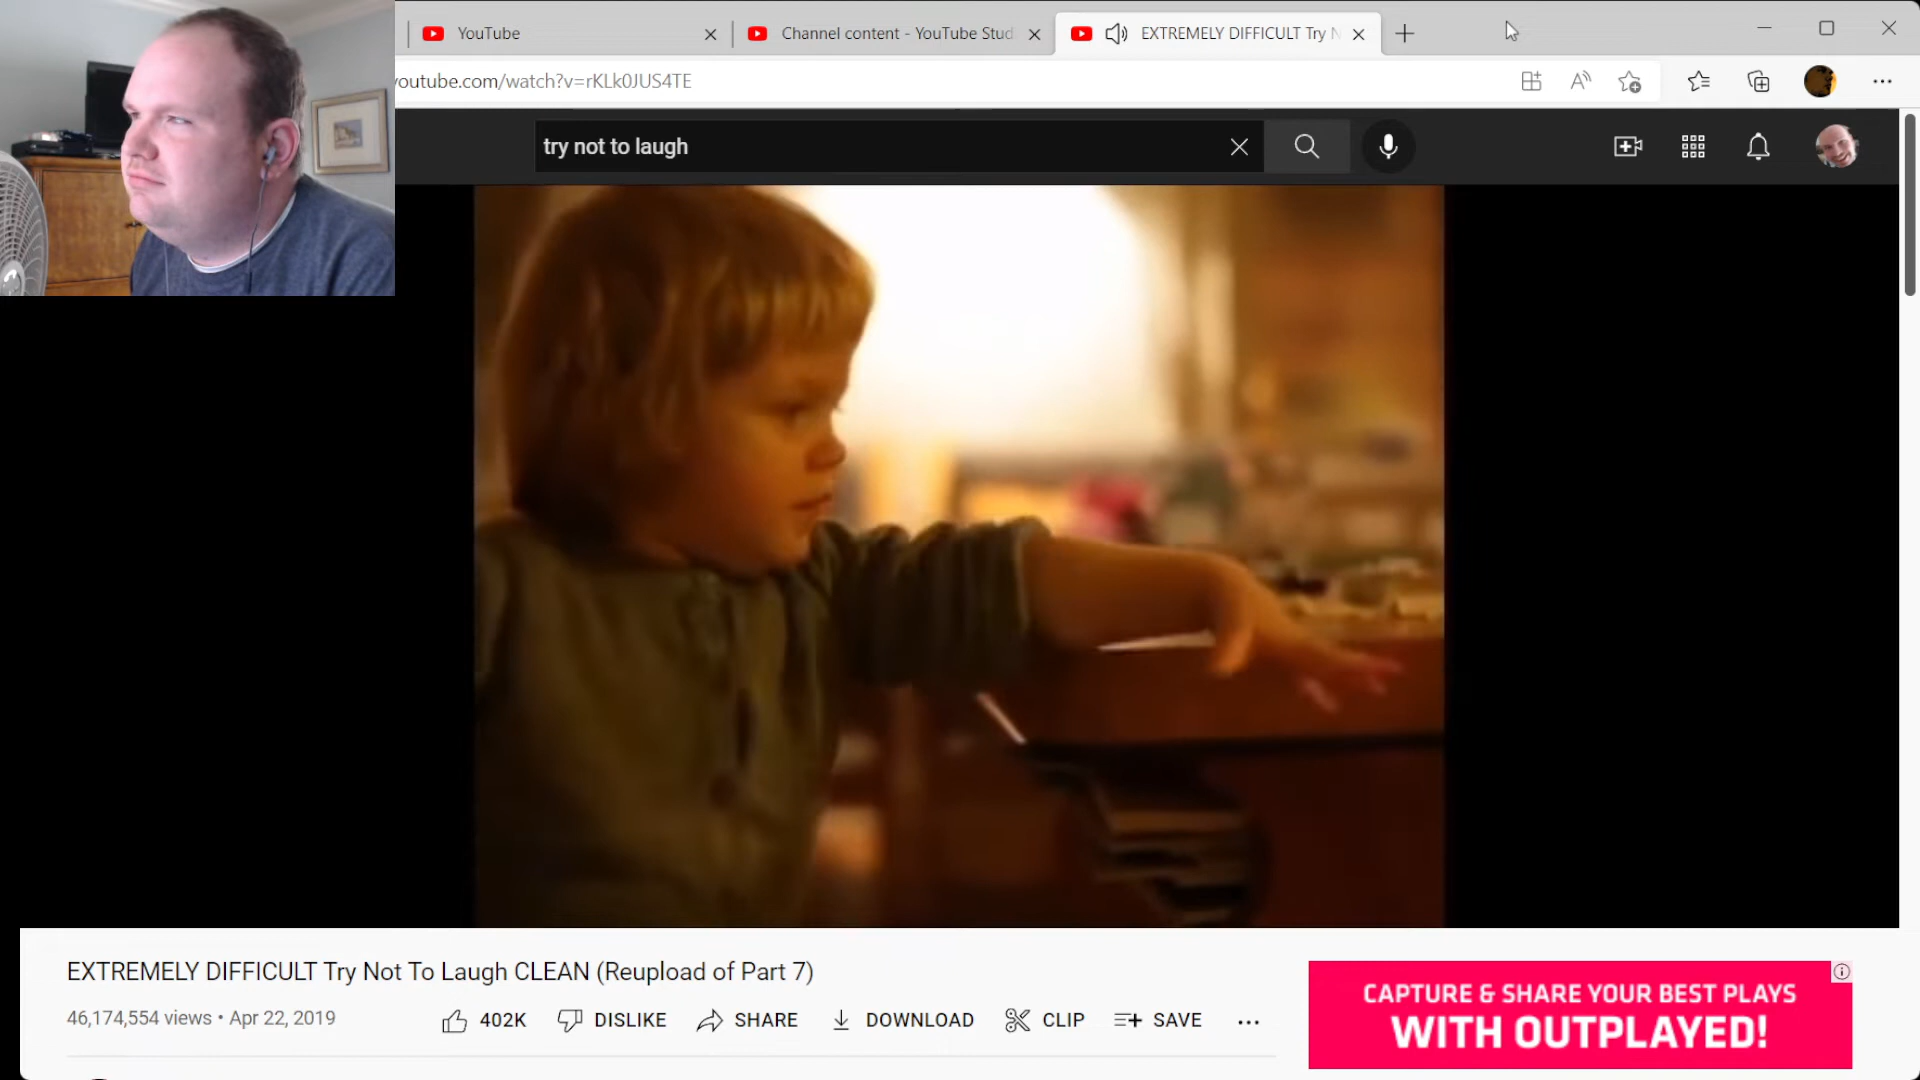 YouTube
Channel content - YouTube Stud
EXTREMELY DIFFICULT Try N
youtube.com/watch?v=rKLk0JUS4TE
try not to laugh
EXTREMELY DIFFICULT Try Not To Laugh CLEAN (Reupload of Part 7)
46,174,554 views • Apr 22, 2019
402K
DISLIKE
SHARE
DOWNLOAD
CLIP
SAVE
CAPTURE & SHARE YOUR BEST PLAYS
WITH OUTPLAYED!